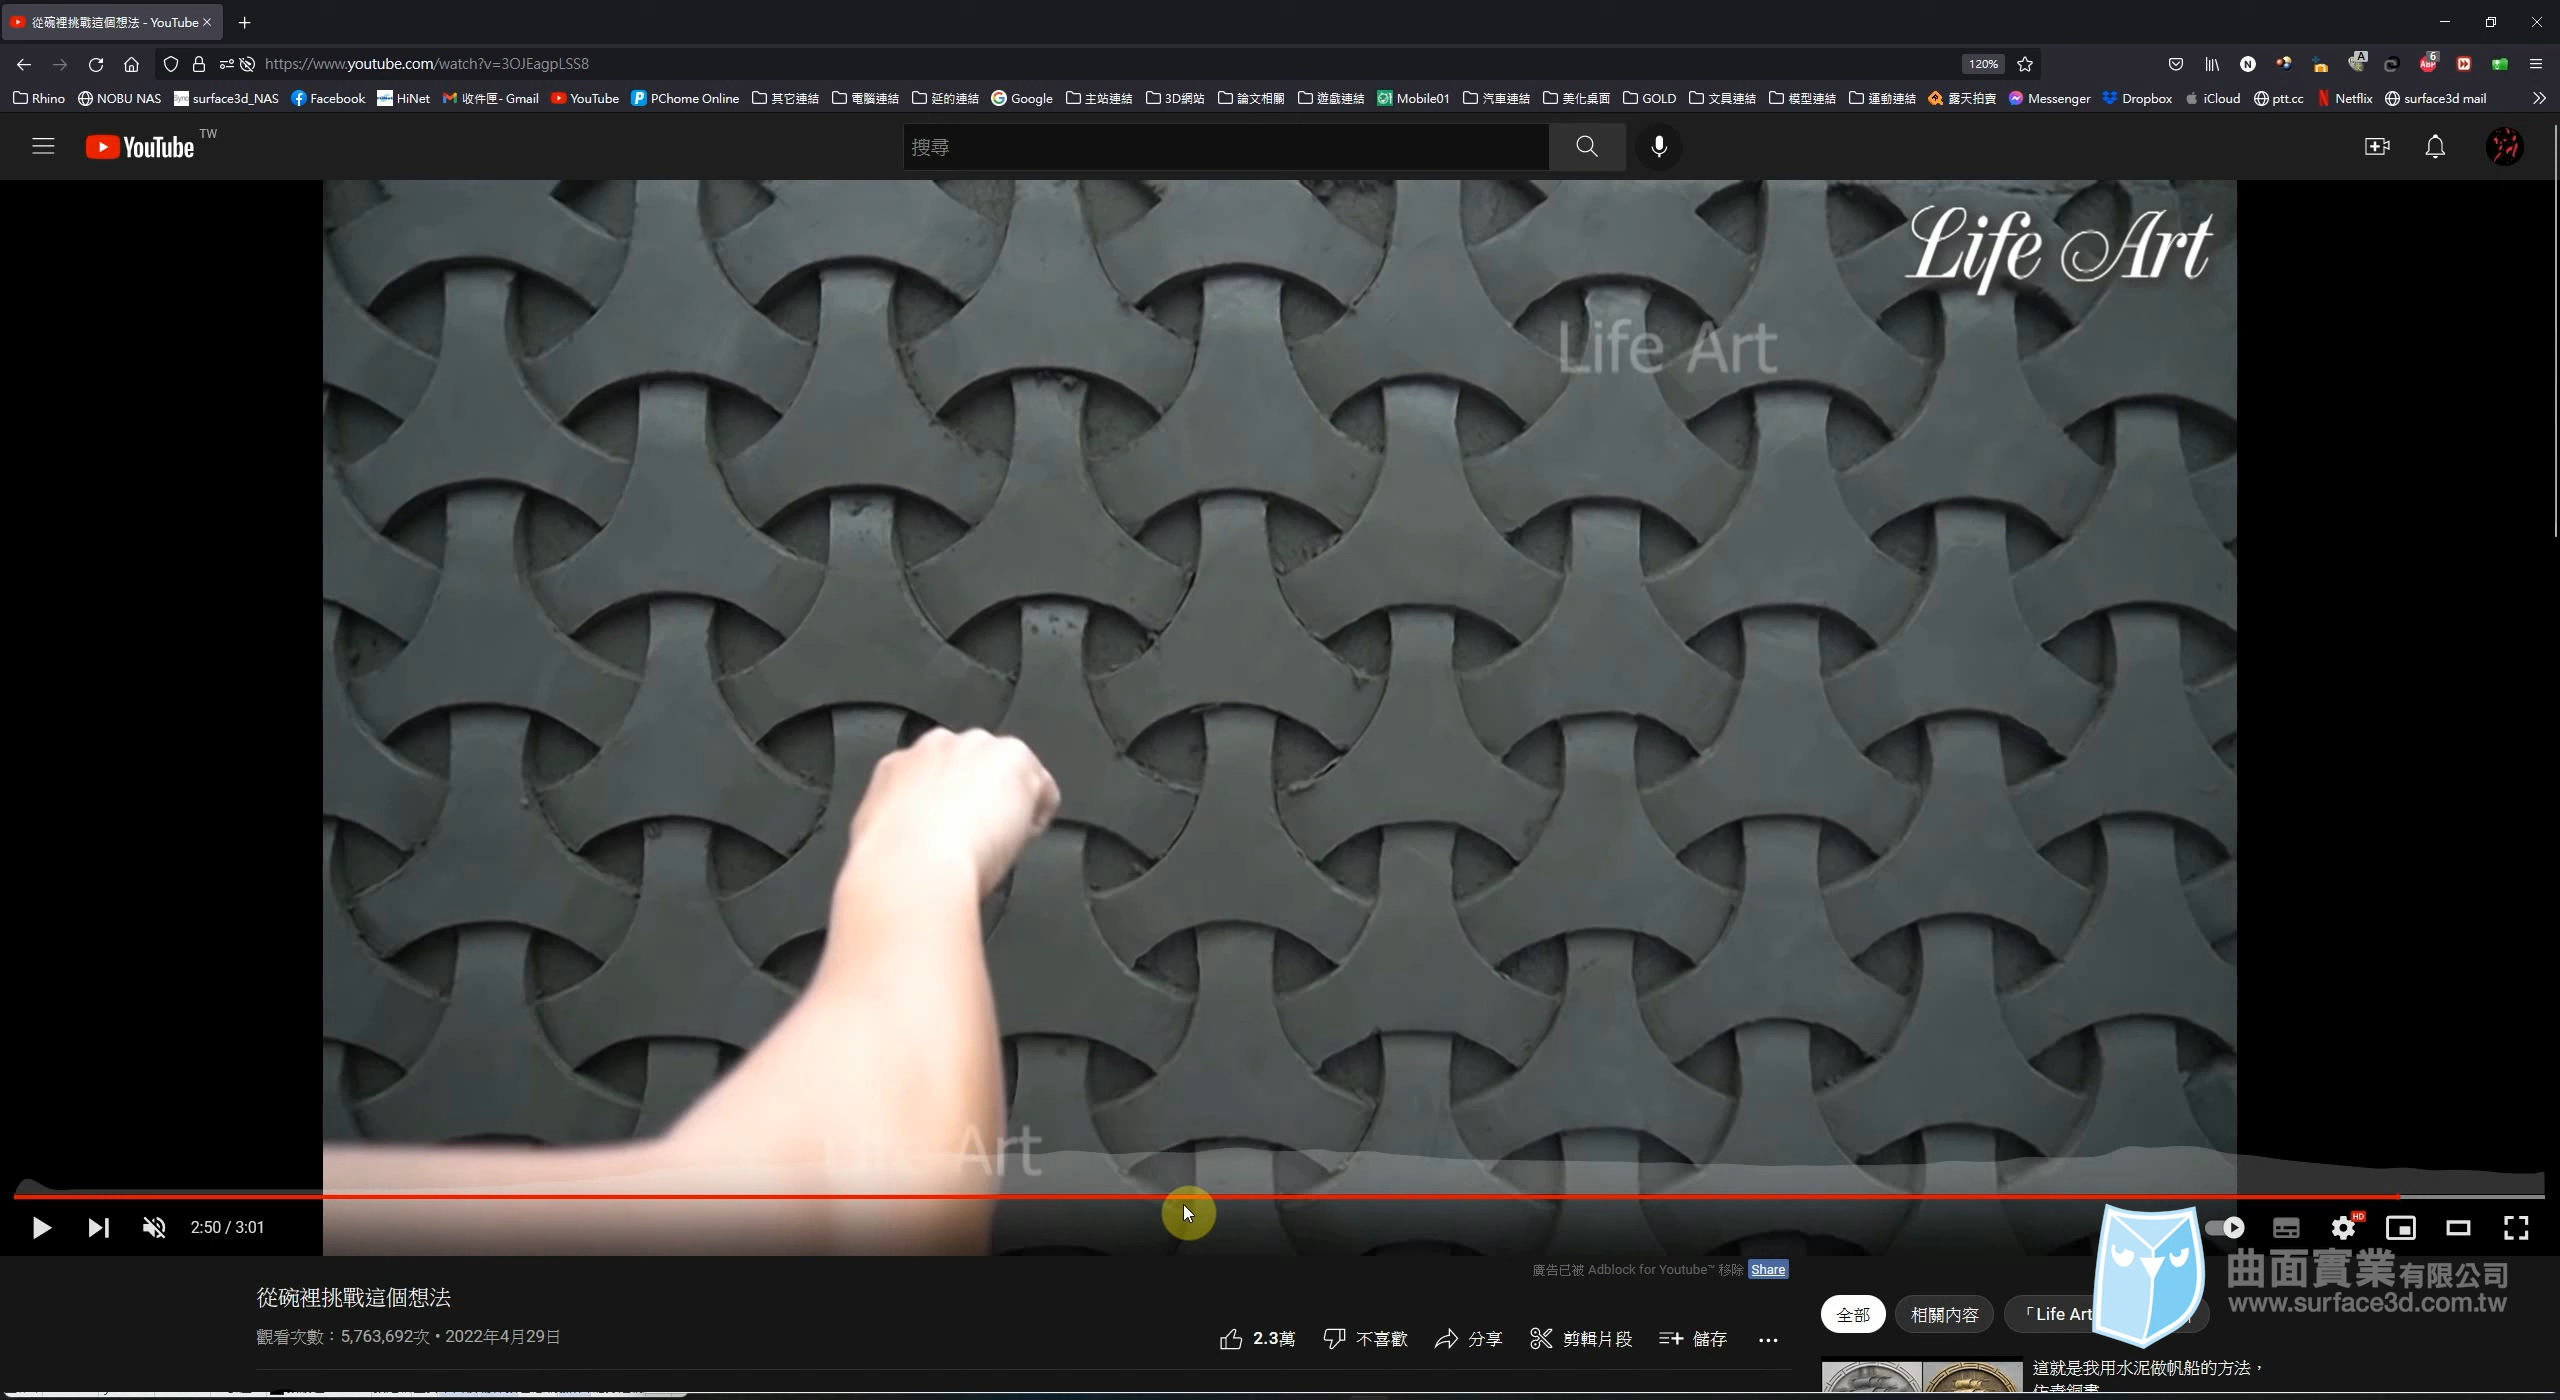 從碗裡挑戰這個想法 - YouTube
https://www.youtube.com/watch?v=3OJEagpLSS8
120%
Rhino
NOBU NAS
surface3d_NAS
Facebook
HiNet
收件匣- Gmail
YouTube
PChome Online
其它連結
電腦連結
延的連結
Google
主站連結
3D網站
論文相關
遊戲連結
Mobile01
汽車連結
美化桌面
GOLD
文具連結
模型連結
運動連結
露天拍賣
Messenger
Dropbox
iCloud
ptt.cc
Netflix
surface3d mail
YouTube TW
搜尋
Life Art
Life Art
Art
2:50 / 3:01
HD
廣告已被 Adblock for Youtube™ 移除 Share
從碗裡挑戰這個想法
觀看次數：5,763,692次 • 2022年4月29日
2.3萬
不喜歡
分享
剪輯片段
儲存
全部
相關內容
「Life Art
曲面實業有限公司
www.surface3d.com.tw
這就是我用水泥做帆船的方法，